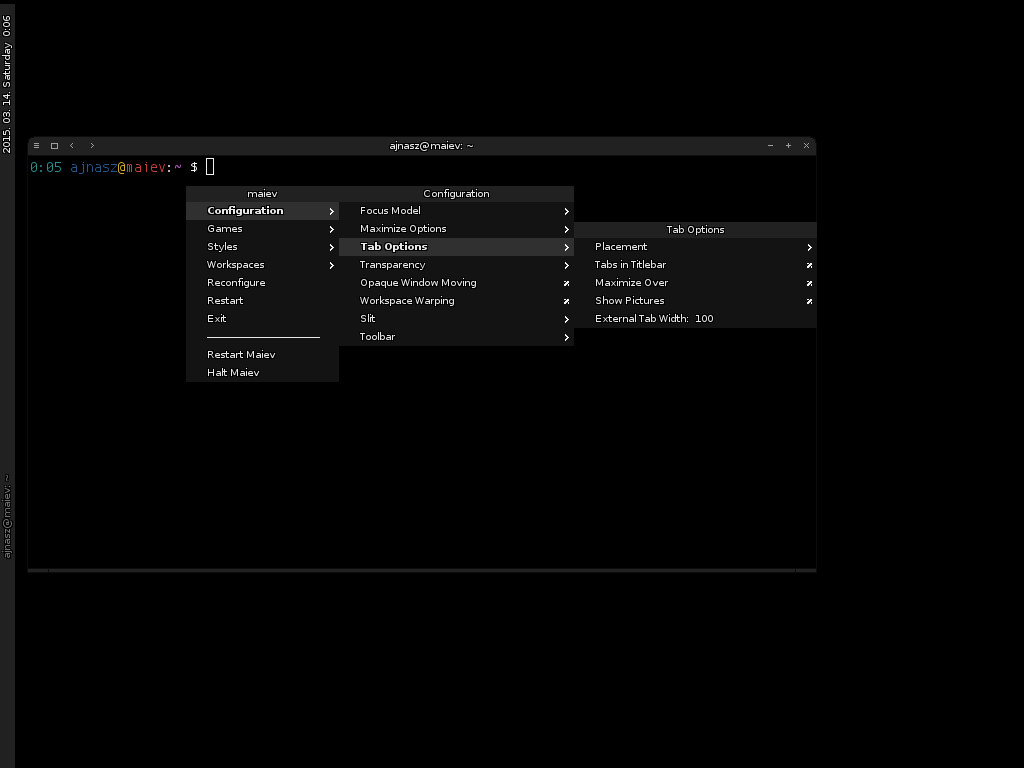 2015. 03. 14. Saturday 0:06
ajnasz@maiev: ~
ajnasz@maiev: ~
0:05 ajnasz@maiev:~ $
maiev
Configuration
Games
Styles
Workspaces
Reconfigure
Restart
Exit
Restart Maiev
Halt Maiev
Configuration
Focus Model
Maximize Options
Tab Options
Transparency
Opaque Window Moving
Workspace Warping
Slit
Toolbar
Tab Options
Placement
Tabs in Titlebar
Maximize Over
Show Pictures
External Tab Width: 100